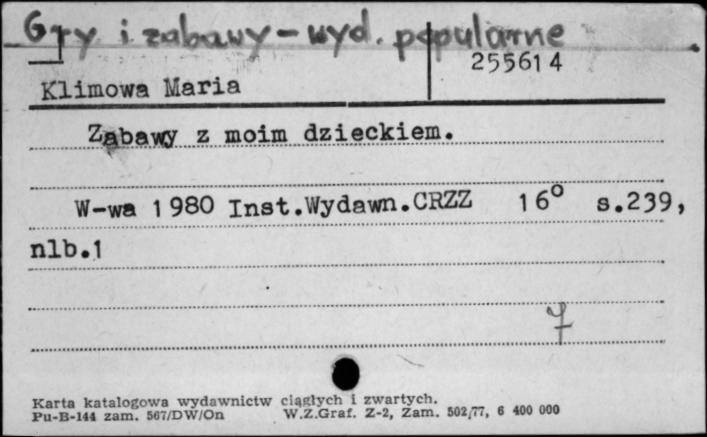 Gry i zabawy - wyd. popularne
255614
Klimowa Maria
Zabawy z moim dzieckiem.
W-wa 1980 Inst.Wydawn.CRZZ 16° s.239,
nlb.1
Karta katalogowa wydawnictw ciągłych i zwartych.
Pu-B-144 zam. 567/DW/On W.Z.Graf. Z-2, Zam. 502/77, 6 400 000